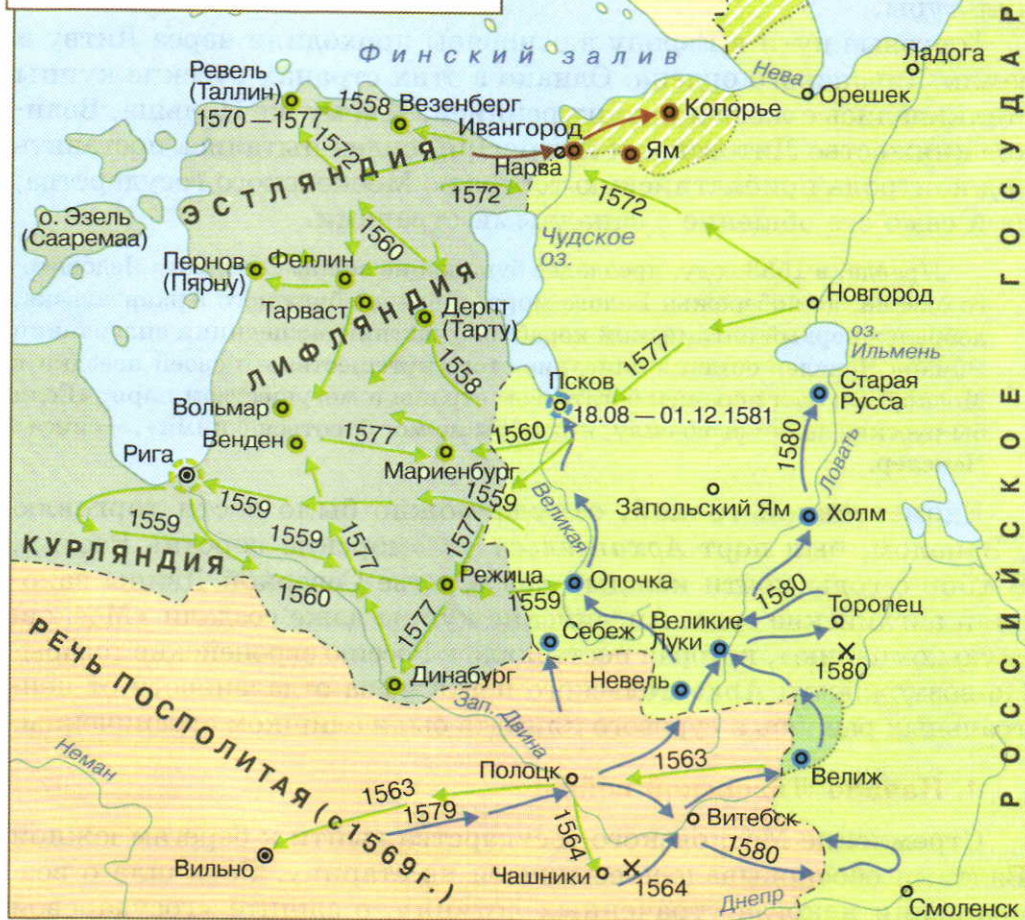 Финский залив
Ладога
Нева
Орешек
Ревель
(Таллин)
1570 — 1577
1558
Везенберг
Копорье
Ивангород
Ям
Нарва
1572
1572
1572
ЭСТЛЯНДИЯ
о. Эзель
(Сааремаа)
Чудское
оз.
1560
Пернов
(Пярну)
Феллин
Тарваст
Дерпт
(Тарту)
Новгород
оз.
Ильмень
ЛИФЛЯНДИЯ
1558
1577
Псков
18.08 — 01.12.1581
Старая
Русса
Вольмар
Венден
1577
1560
Мариенбург
Рига
1580
Ловать
Великая
Запольский Ям
Холм
1559
1559
1559
1559
1577
1577
КУРЛЯНДИЯ
1560
Режица
1559
Опочка
1580
Торопец
1580
Себеж
Великие
Луки
1577
Динабург
Невель
Зап. Двина
РЕЧЬ ПОСПОЛИТАЯ (с 1569 г.)
Неман
Полоцк
1563
Велиж
1563
1579
Витебск
1564
1580
Вильно
Чашники
1564
Днепр
Смоленск
РОССИЙСКОЕ ГОСУДАР